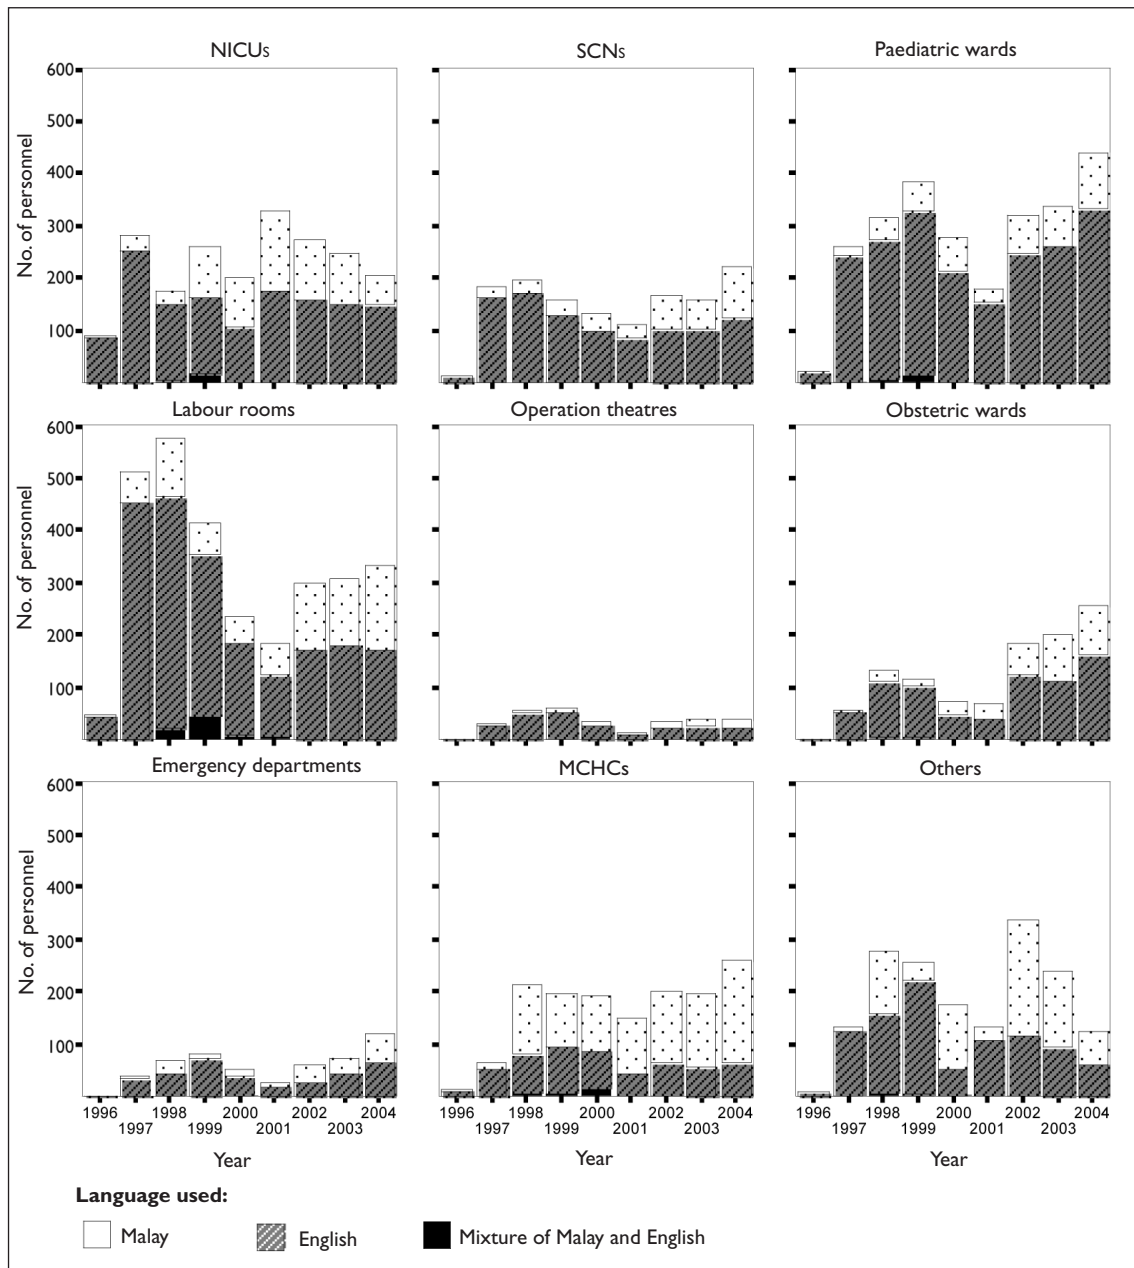 NICUs SCNs Paediatric wards
No. of personnel
600
500
400
300
200
100
Labour rooms Operation theatres Obstetric wards
No. of personnel
600
500
400
300
200
100
Emergency departments MCHCs Others
No. of personnel
600
500
400
300
200
100
1996 1998 2000 2002 2004 1996 1998 2000 2002 2004 1996 1998 2000 2002 2004
1997 1999 2001 2003 1997 1999 2001 2003 1997 1999 2001 2003
Year Year Year
Language used:
Malay English Mixture of Malay and English